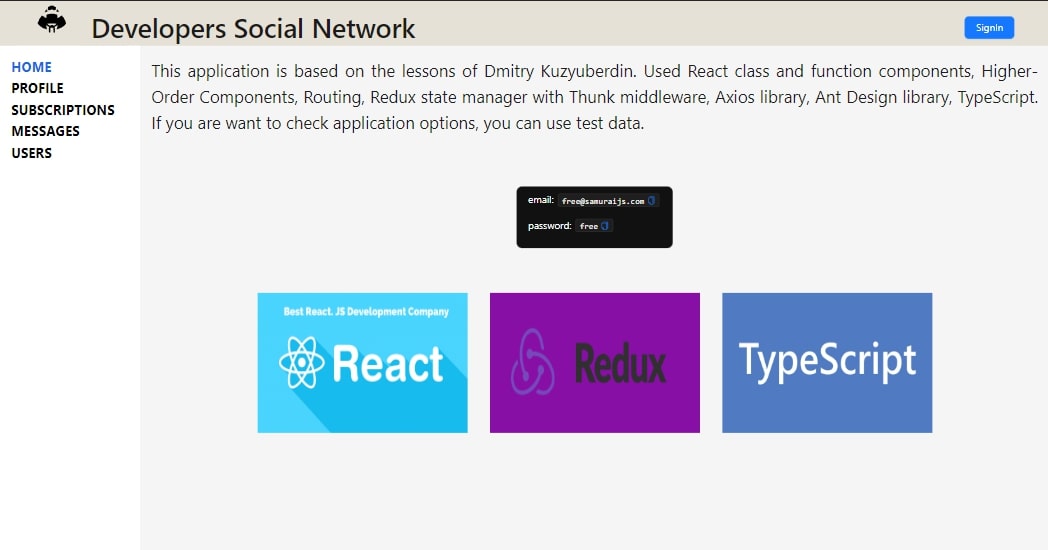 Developers Social Network
SignIn
HOME
PROFILE
SUBSCRIPTIONS
MESSAGES
USERS
This application is based on the lessons of Dmitry Kuzyuberdin. Used React class and function components, Higher-
Order Components, Routing, Redux state manager with Thunk middleware, Axios library, Ant Design library, TypeScript.
If you are want to check application options, you can use test data.
email: free@samuraijs.com
password: free
Best React. JS Development Company
React
Redux
TypeScript